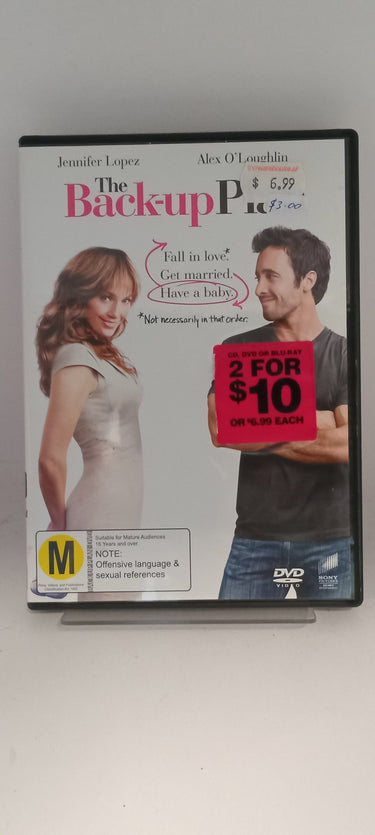 Jennifer Lopez
Alex O'Loughlin
$ 6.99
$3.00
The
Back-up
Fall in love.*
Get married.
Have a baby.
*Not necessarily in that order.
CD, DVD OR BLU-RAY
2 FOR
$10
OR $6.99 EACH
M
Suitable for Mature Audiences
16 Years and over
NOTE:
Offensive language &
sexual references
DVD
VIDEO
SONY
PICTURES